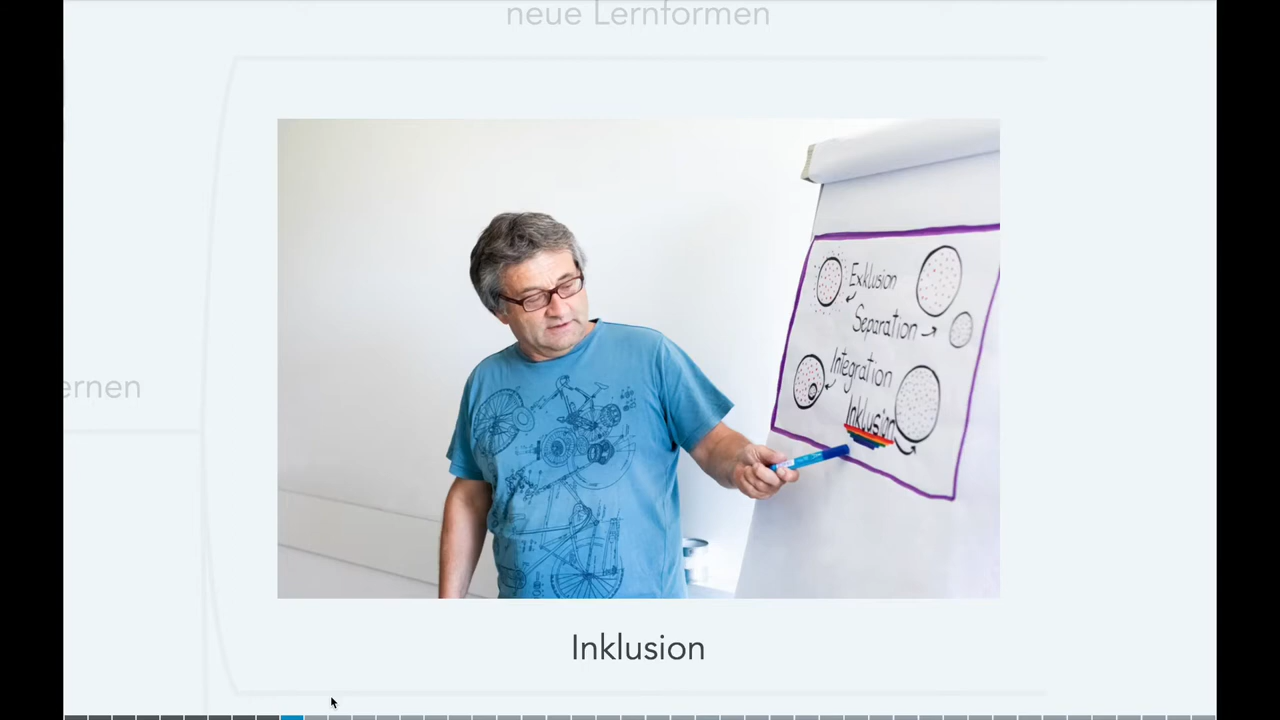 neue Lernformen
Exklusion
Separation
Integration
Inklusion
ernen
Inklusion